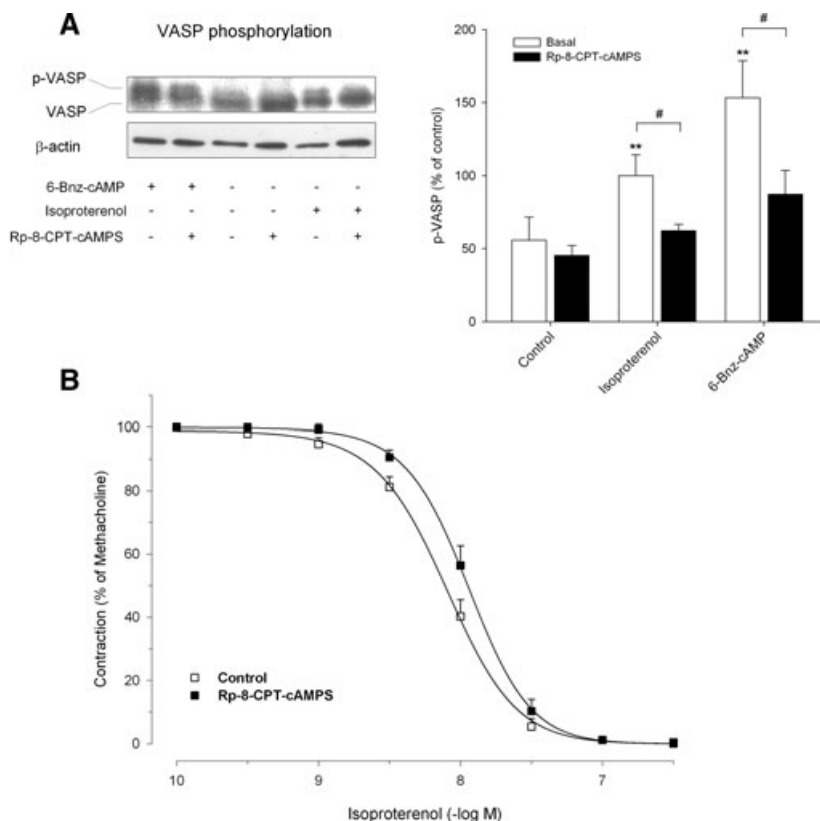 A
VASP phosphorylation
p-VASP
VASP
β-actin
6-Bnz-cAMP + + - - - -
Isoproterenol - - - - + +
Rp-8-CPT-cAMPS - + - + - +
Basal
Rp-8-CPT-cAMPS
p-VASP (% of control)
200
150
100
50
0
**
#
**
#
Control
Isoproterenol
6-Bnz-cAMP
B
Contraction (% of Methacholine)
100
80
60
40
20
0
Control
Rp-8-CPT-cAMPS
10 9 8 7
Isoproterenol (-log M)